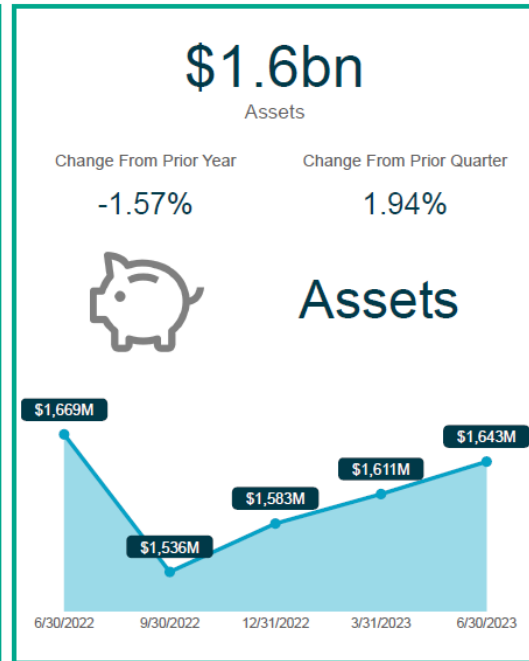 $1.6bn
Assets
Change From Prior Year Change From Prior Quarter
-1.57% 1.94%
Assets
$1,669M
$1,643M
$1,611M
$1,583M
$1,536M
6/30/2022 9/30/2022 12/31/2022 3/31/2023 6/30/2023